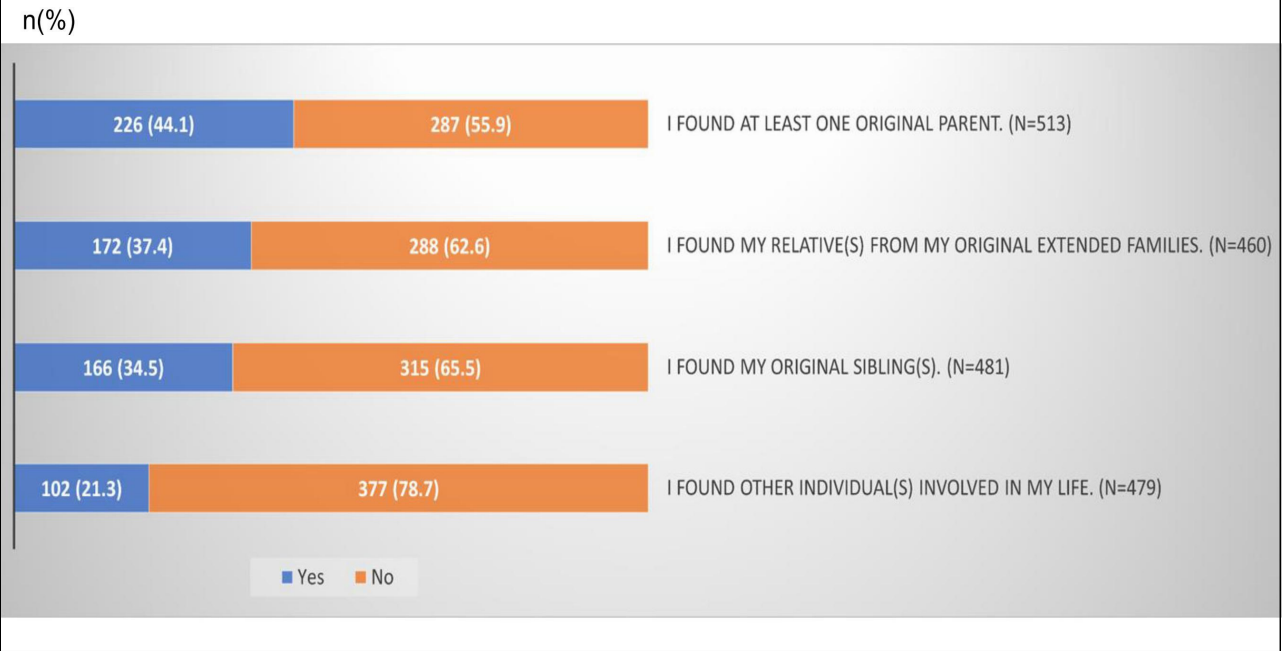 n(%)
226 (44.1) 287 (55.9) I FOUND AT LEAST ONE ORIGINAL PARENT. (N=513)
172 (37.4) 288 (62.6) I FOUND MY RELATIVE(S) FROM MY ORIGINAL EXTENDED FAMILIES. (N=460)
166 (34.5) 315 (65.5) I FOUND MY ORIGINAL SIBLING(S). (N=481)
102 (21.3) 377 (78.7) I FOUND OTHER INDIVIDUAL(S) INVOLVED IN MY LIFE. (N=479)
Yes No